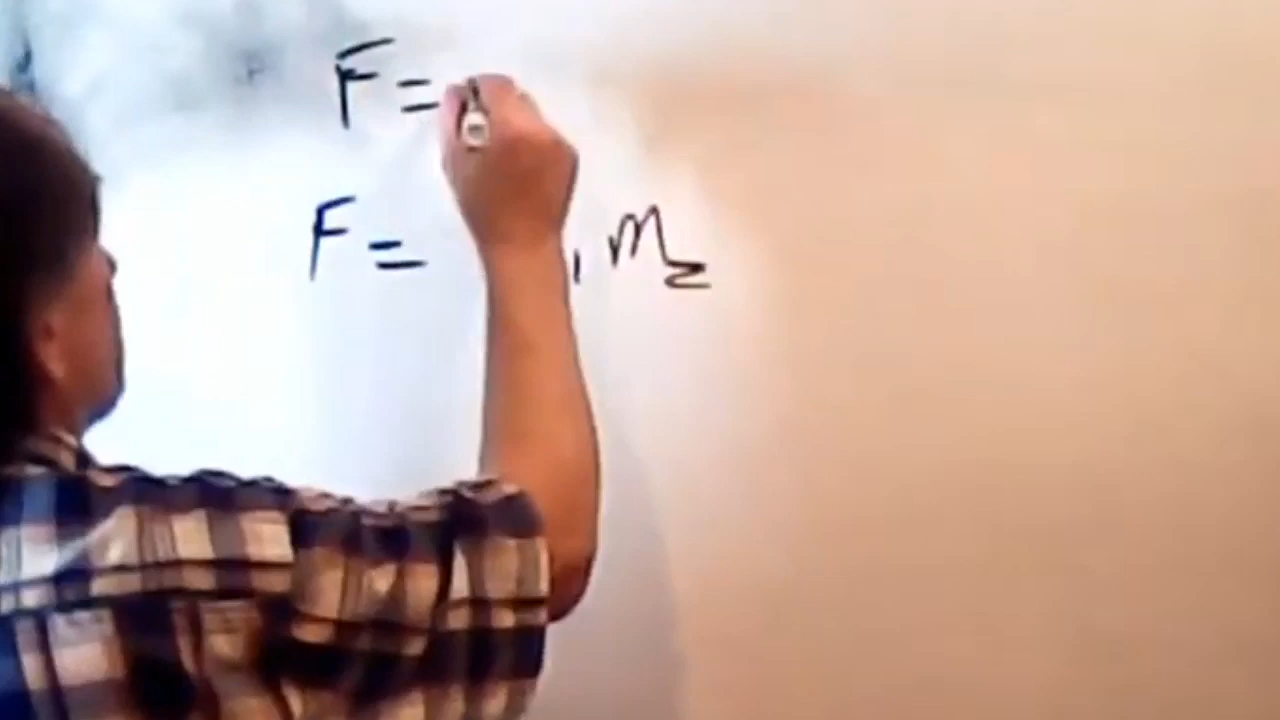 F =
F = , m₂